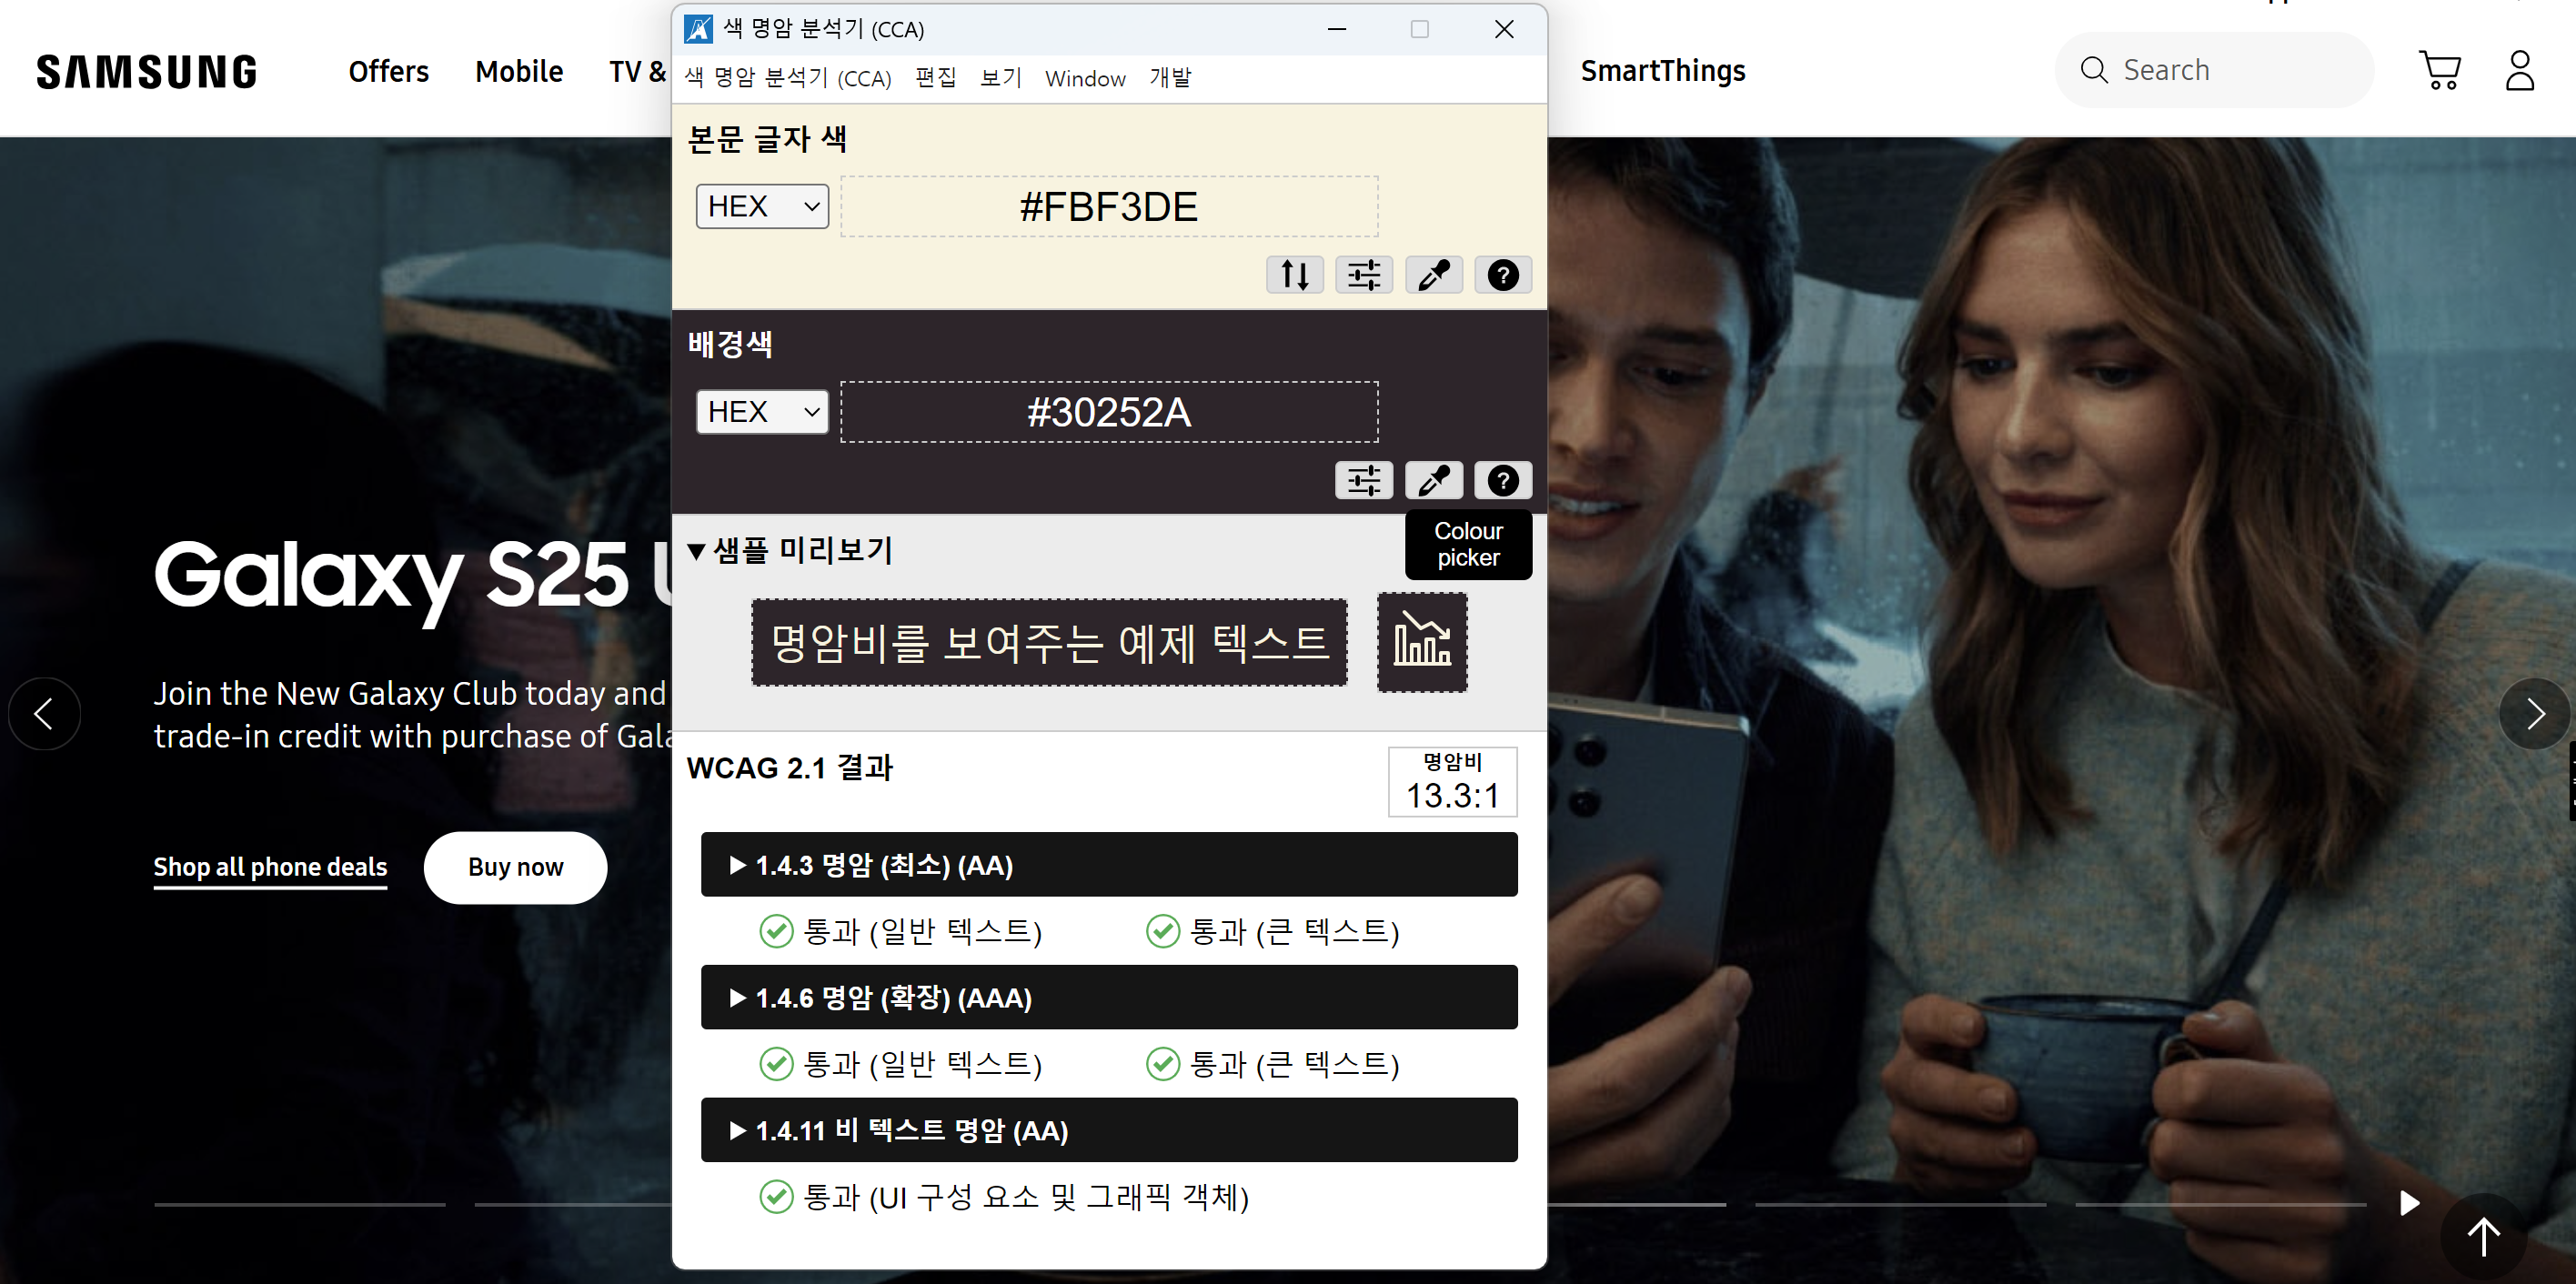 SAMSUNG
Offers
Mobile
TV &
SmartThings
Search
색 명암 분석기 (CCA)
색 명암 분석기 (CCA) 편집 보기 Window 개발
본문 글자 색
HEX
#FBF3DE
배경색
HEX
#30252A
Colour
picker
▼ 샘플 미리보기
명암비를 보여주는 예제 텍스트
WCAG 2.1 결과
명암비
13.3:1
▶ 1.4.3 명암 (최소) (AA)
통과 (일반 텍스트) 통과 (큰 텍스트)
▶ 1.4.6 명암 (확장) (AAA)
통과 (일반 텍스트) 통과 (큰 텍스트)
▶ 1.4.11 비 텍스트 명암 (AA)
통과 (UI 구성 요소 및 그래픽 객체)
Galaxy S25
Join the New Galaxy Club today and
trade-in credit with purchase of
Shop all phone deals
Buy now